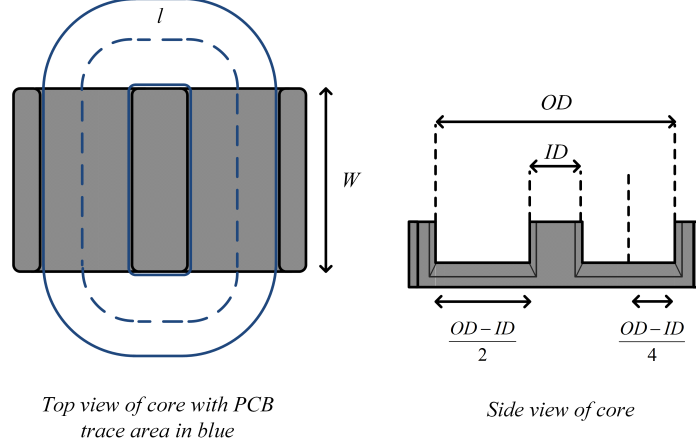 l
W
OD
ID
OD – ID
2
OD – ID
4
Top view of core with PCB
trace area in blue
Side view of core